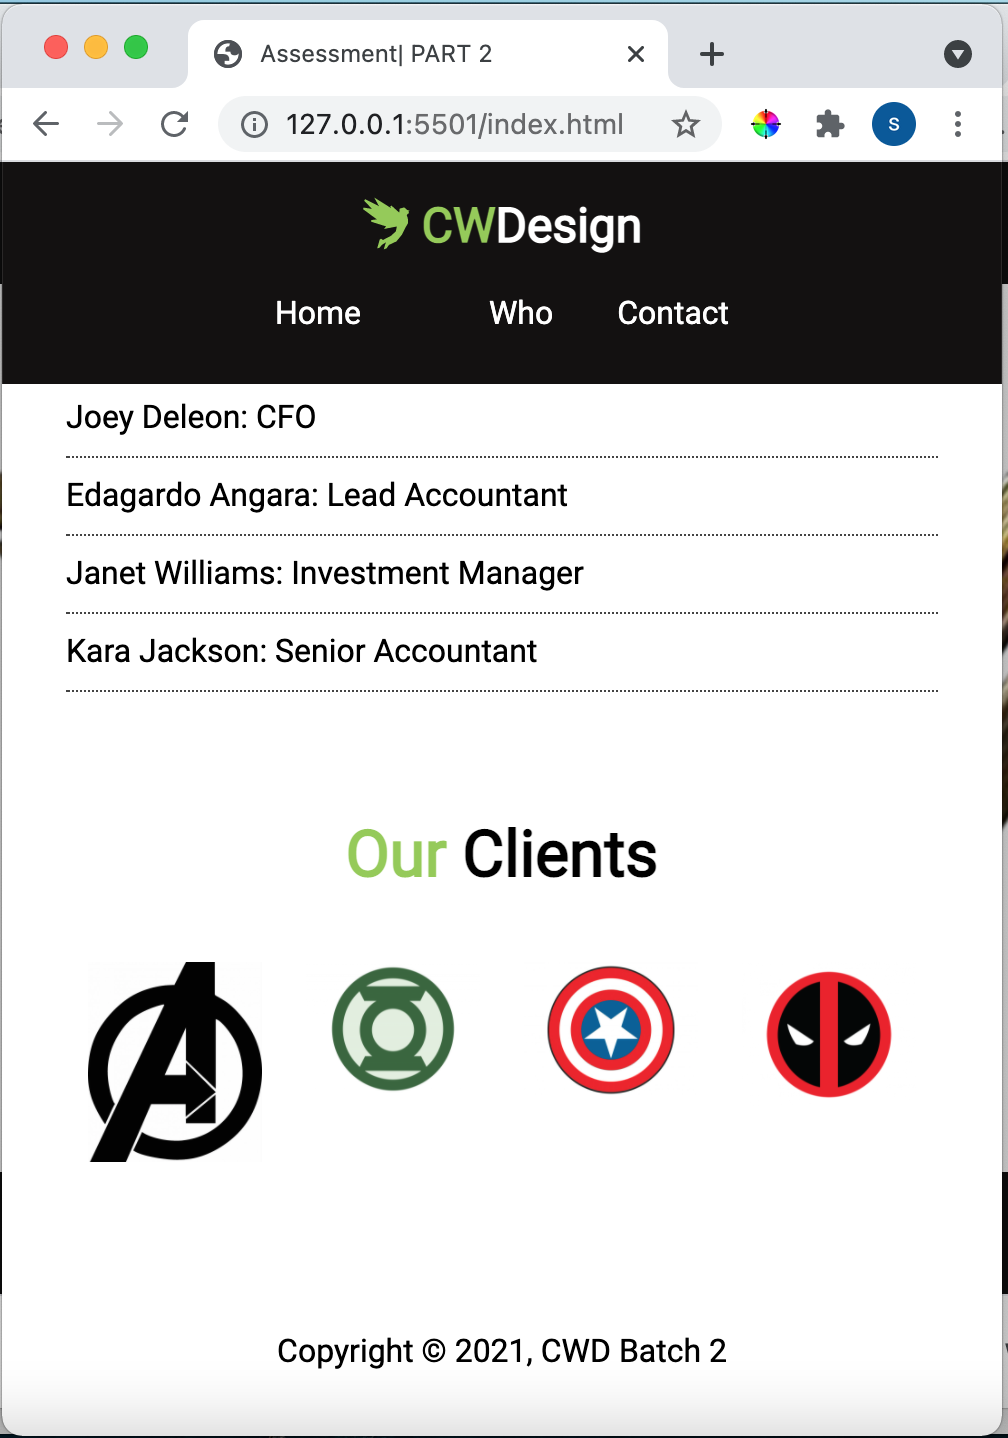 Assessment| PART 2
127.0.0.1:5501/index.html
S
CWDesign
Home Who Contact
Joey Deleon: CFO
Edagardo Angara: Lead Accountant
Janet Williams: Investment Manager
Kara Jackson: Senior Accountant
Our Clients
A
Copyright © 2021, CWD Batch 2